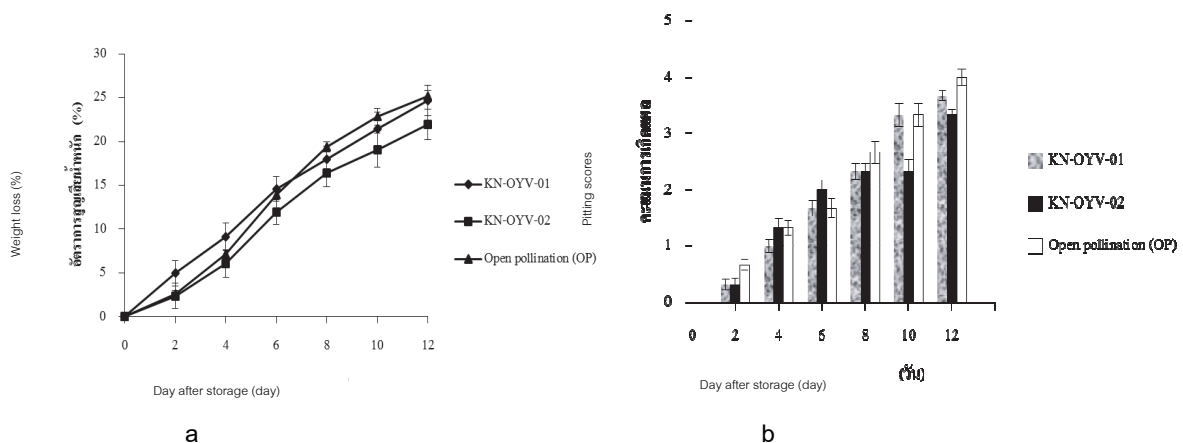 Weight loss (%)
อัตราการสูญเสียน้ำหนัก (%)
30
25
20
15
10
5
0
0 2 4 6 8 10 12
KN-OYV-01
KN-OYV-02
Open pollination (OP)
Day after storage (day)
a
Pitting scores
5
4
3
2
1
0
0 2 4 6 8 10 12
(วัน)
KN-OYV-01
KN-OYV-02
Open pollination (OP)
Day after storage (day)
b